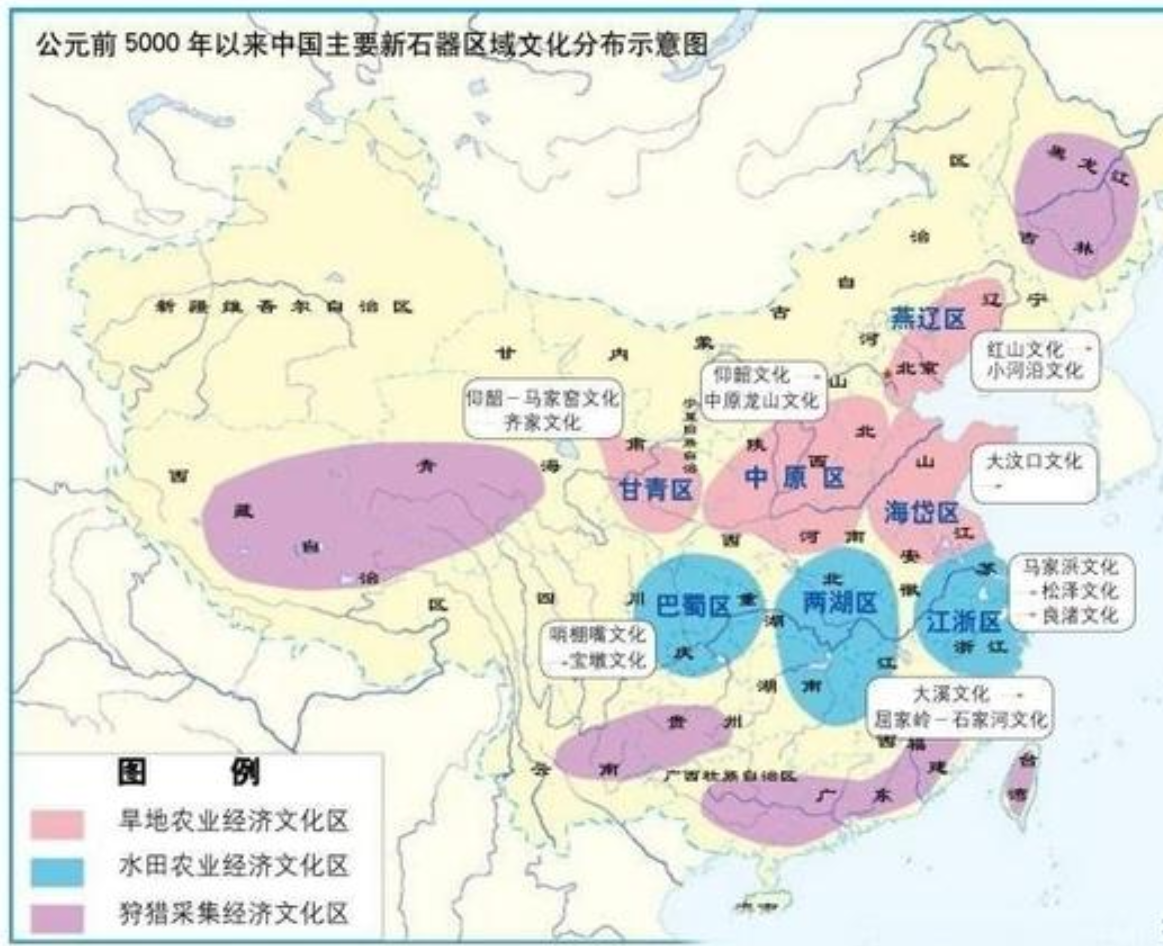 公元前5000年以来中国主要新石器区域文化分布示意图
黑龙江
吉林
辽宁
内蒙古自治区
新疆维吾尔自治区
甘肃
燕辽区
红山文化 -
小河沿文化
河北
北京
仰韶文化 -
中原龙山文化
山西
宁夏回族自治
仰韶-马家窑文化
齐家文化
陕西
山
大汶口文化
-
青海
甘青区
中原区
海岱区
西藏自治区
河南
江苏
安徽
马家浜文化
-松泽文化
-良渚文化
四川
巴蜀区
重庆
湖北
两湖区
江浙区
浙江
哨棚嘴文化
-宝墩文化
湖南
江西
大溪文化 -
屈家岭-石家河文化
贵州
福建
云南
广西壮族自治区
广东
台湾
海南
图例
旱地农业经济文化区
水田农业经济文化区
狩猎采集经济文化区